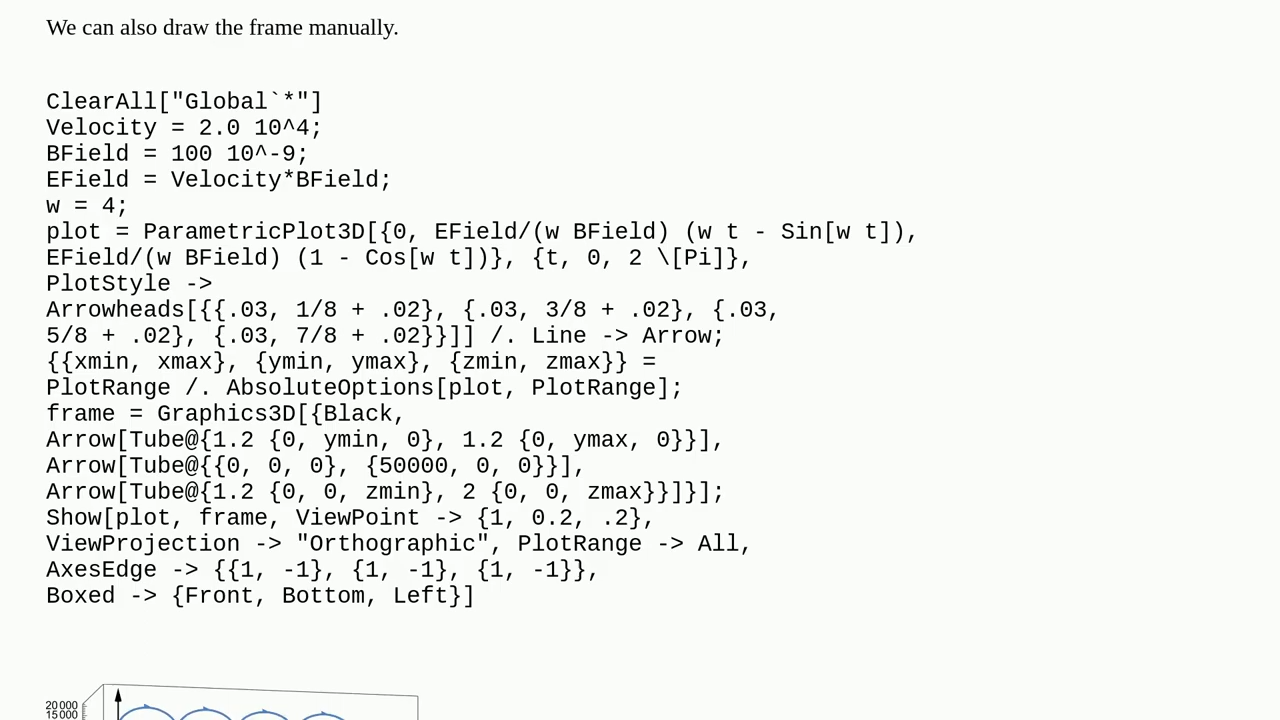 We can also draw the frame manually.
ClearAll["Global`*"]
Velocity = 2.0 10^4;
BField = 100 10^-9;
EField = Velocity*BField;
w = 4;
plot = ParametricPlot3D[{0, EField/(w BField) (w t - Sin[w t]),
EField/(w BField) (1 - Cos[w t])}, {t, 0, 2 \[Pi]},
PlotStyle ->
Arrowheads[{{.03, 1/8 + .02}, {.03, 3/8 + .02}, {.03,
5/8 + .02}, {.03, 7/8 + .02}}]] /. Line -> Arrow;
{{xmin, xmax}, {ymin, ymax}, {zmin, zmax}} =
PlotRange /. AbsoluteOptions[plot, PlotRange];
frame = Graphics3D[{Black,
Arrow[Tube@{1.2 {0, ymin, 0}, 1.2 {0, ymax, 0}}],
Arrow[Tube@{{0, 0, 0}, {50000, 0, 0}}],
Arrow[Tube@{1.2 {0, 0, zmin}, 2 {0, 0, zmax}}]}];
Show[plot, frame, ViewPoint -> {1, 0.2, .2},
ViewProjection -> "Orthographic", PlotRange -> All,
AxesEdge -> {{1, -1}, {1, -1}, {1, -1}},
Boxed -> {Front, Bottom, Left}]
20000
15000